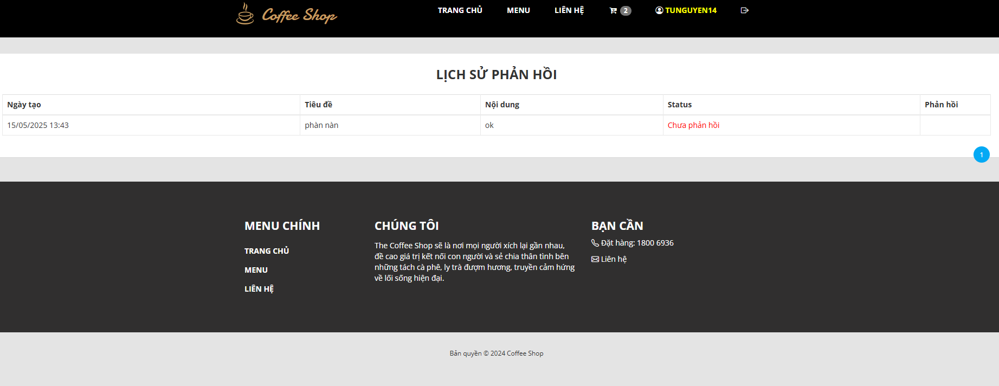 Coffee Shop
TRANG CHỦ MENU LIÊN HỆ 2 TUNGUYEN14
LỊCH SỬ PHẢN HỒI
Ngày tạo Tiêu đề Nội dung Status Phản hồi
15/05/2025 13:43 phàn nàn ok Chưa phản hồi
1
MENU CHÍNH
TRANG CHỦ
MENU
LIÊN HỆ
CHÚNG TÔI
The Coffee Shop sẽ là nơi mọi người xích lại gần nhau,
đề cao giá trị kết nối con người và sẻ chia thân tình bên
những tách cà phê, ly trà đượm hương, truyền cảm hứng
về lối sống hiện đại.
BẠN CẦN
Đặt hàng: 1800 6936
Liên hệ
Bản quyền © 2024 Coffee Shop